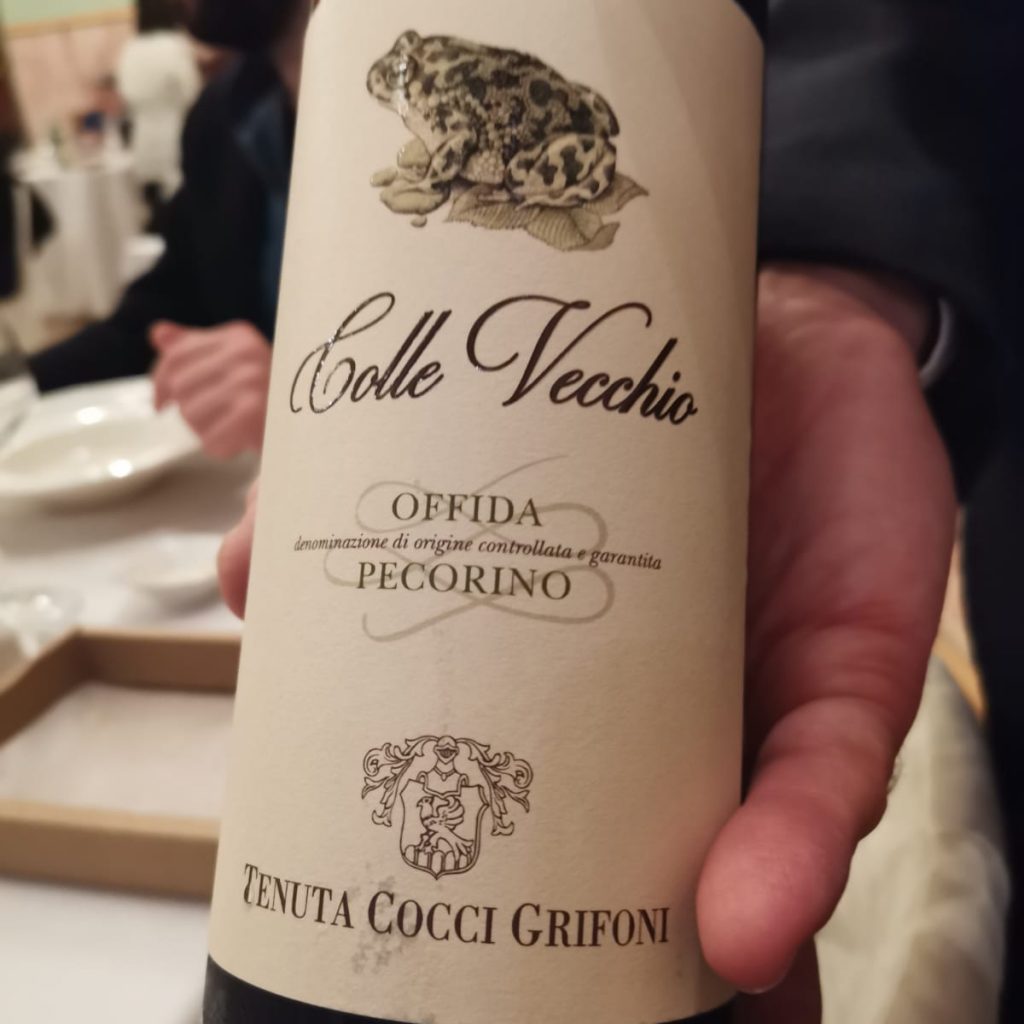 Colle Vecchio
OFFIDA
denominazione di origine controllata e garantita
PECORINO
TENUTA COCCI GRIFONI